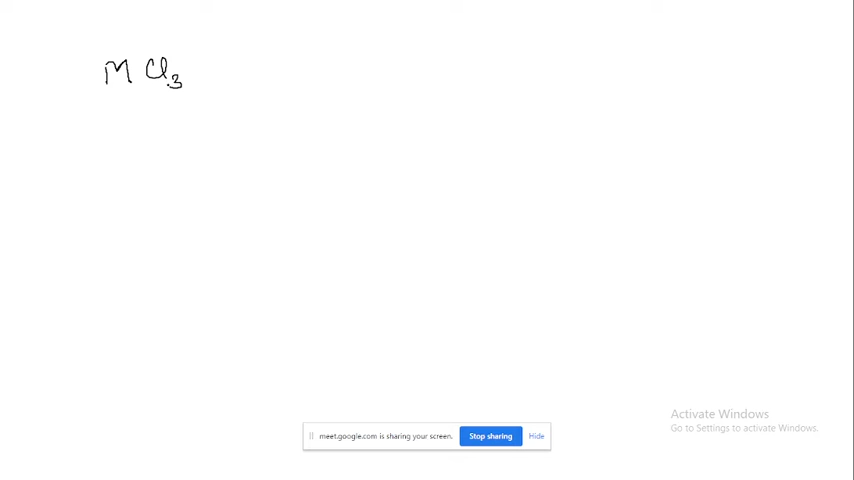 M Cl3
meet.google.com is sharing your screen. Stop sharing Hide
Activate Windows
Go to Settings to activate Windows.